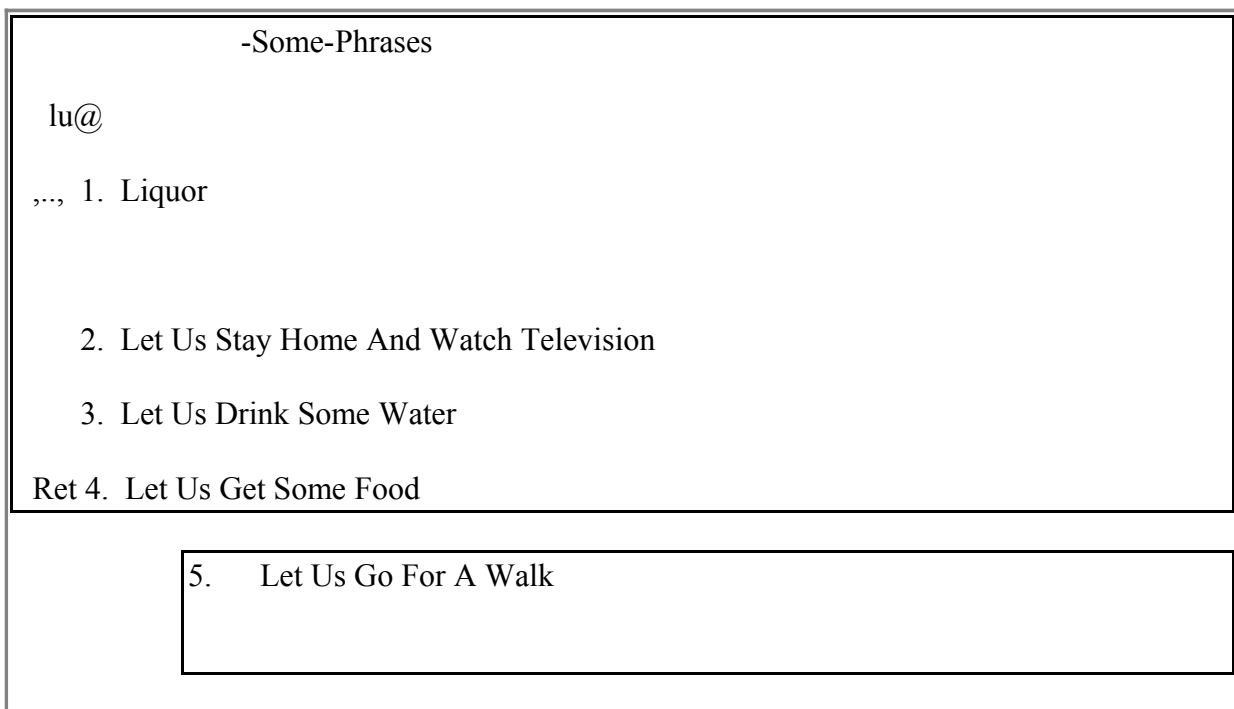 -Some-Phrases
lu@
,.., 1. Liquor
2. Let Us Stay Home And Watch Television
3. Let Us Drink Some Water
Ret 4. Let Us Get Some Food
5. Let Us Go For A Walk